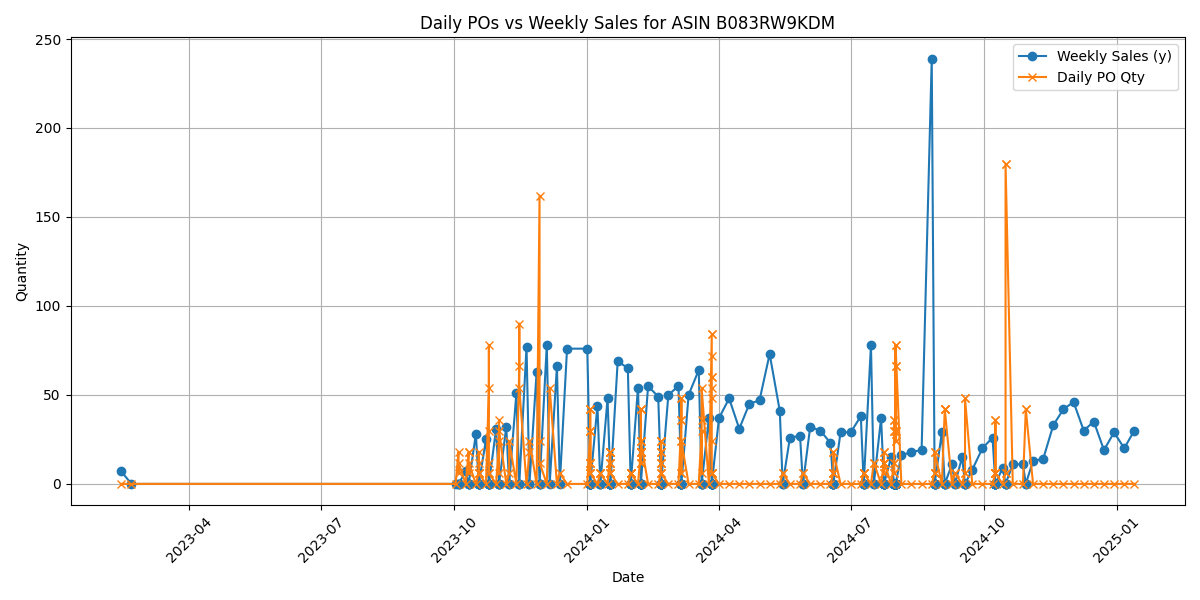 Daily POs vs Weekly Sales for ASIN B083RW9KDM
Weekly Sales (y)
Daily PO Qty
Quantity
250
200
150
100
50
0
2023-04
2023-07
2023-10
2024-01
2024-04
2024-07
2024-10
2025-01
Date